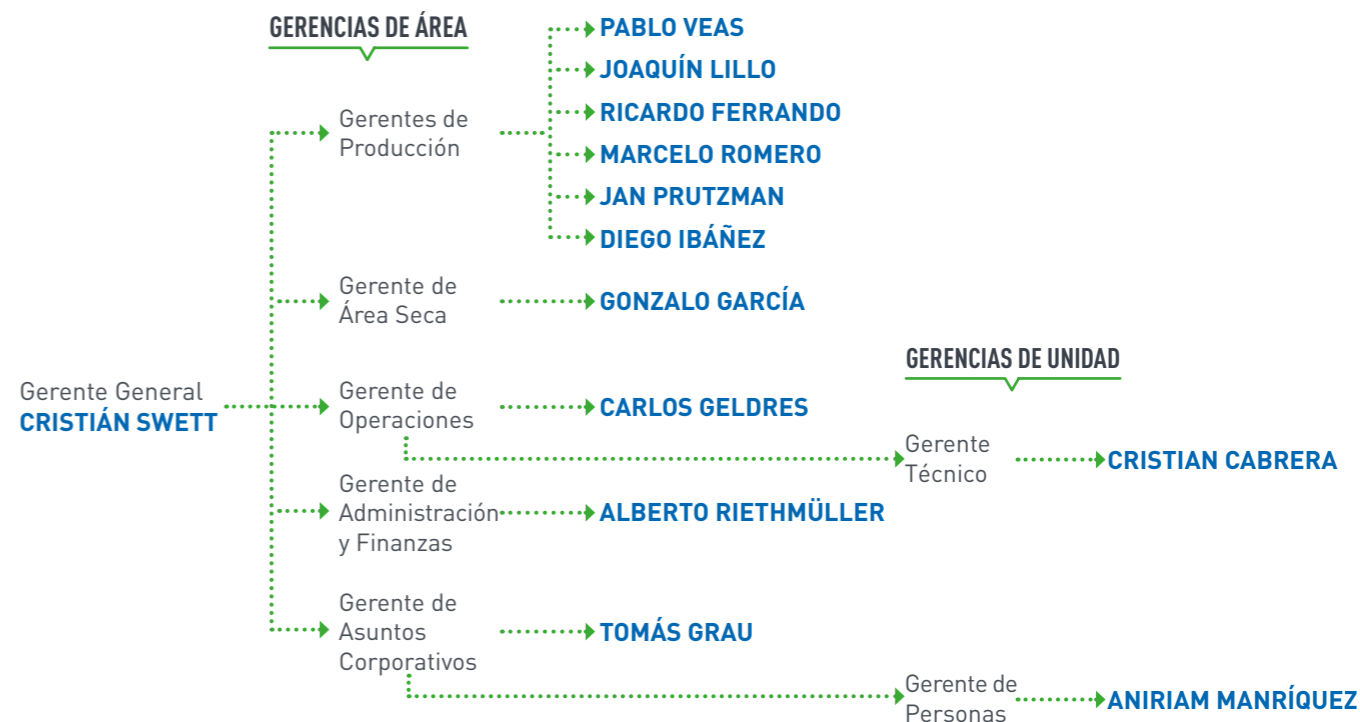 GERENCIAS DE ÁREA
PABLO VEAS
JOAQUÍN LILLO
Gerentes de
Producción
RICARDO FERRANDO
MARCELO ROMERO
JAN PRUTZMAN
DIEGO IBÁÑEZ
Gerente de
Área Seca
GONZALO GARCÍA
GERENCIAS DE UNIDAD
Gerente General
CRISTIÁN SWETT
Gerente de
Operaciones
CARLOS GELDRES
Gerente
Técnico
CRISTIAN CABRERA
Gerente de
Administración
y Finanzas
ALBERTO RIETHMÜLLER
Gerente de
Asuntos
Corporativos
TOMÁS GRAU
Gerente de
Personas
ANIRIAM MANRÍQUEZ